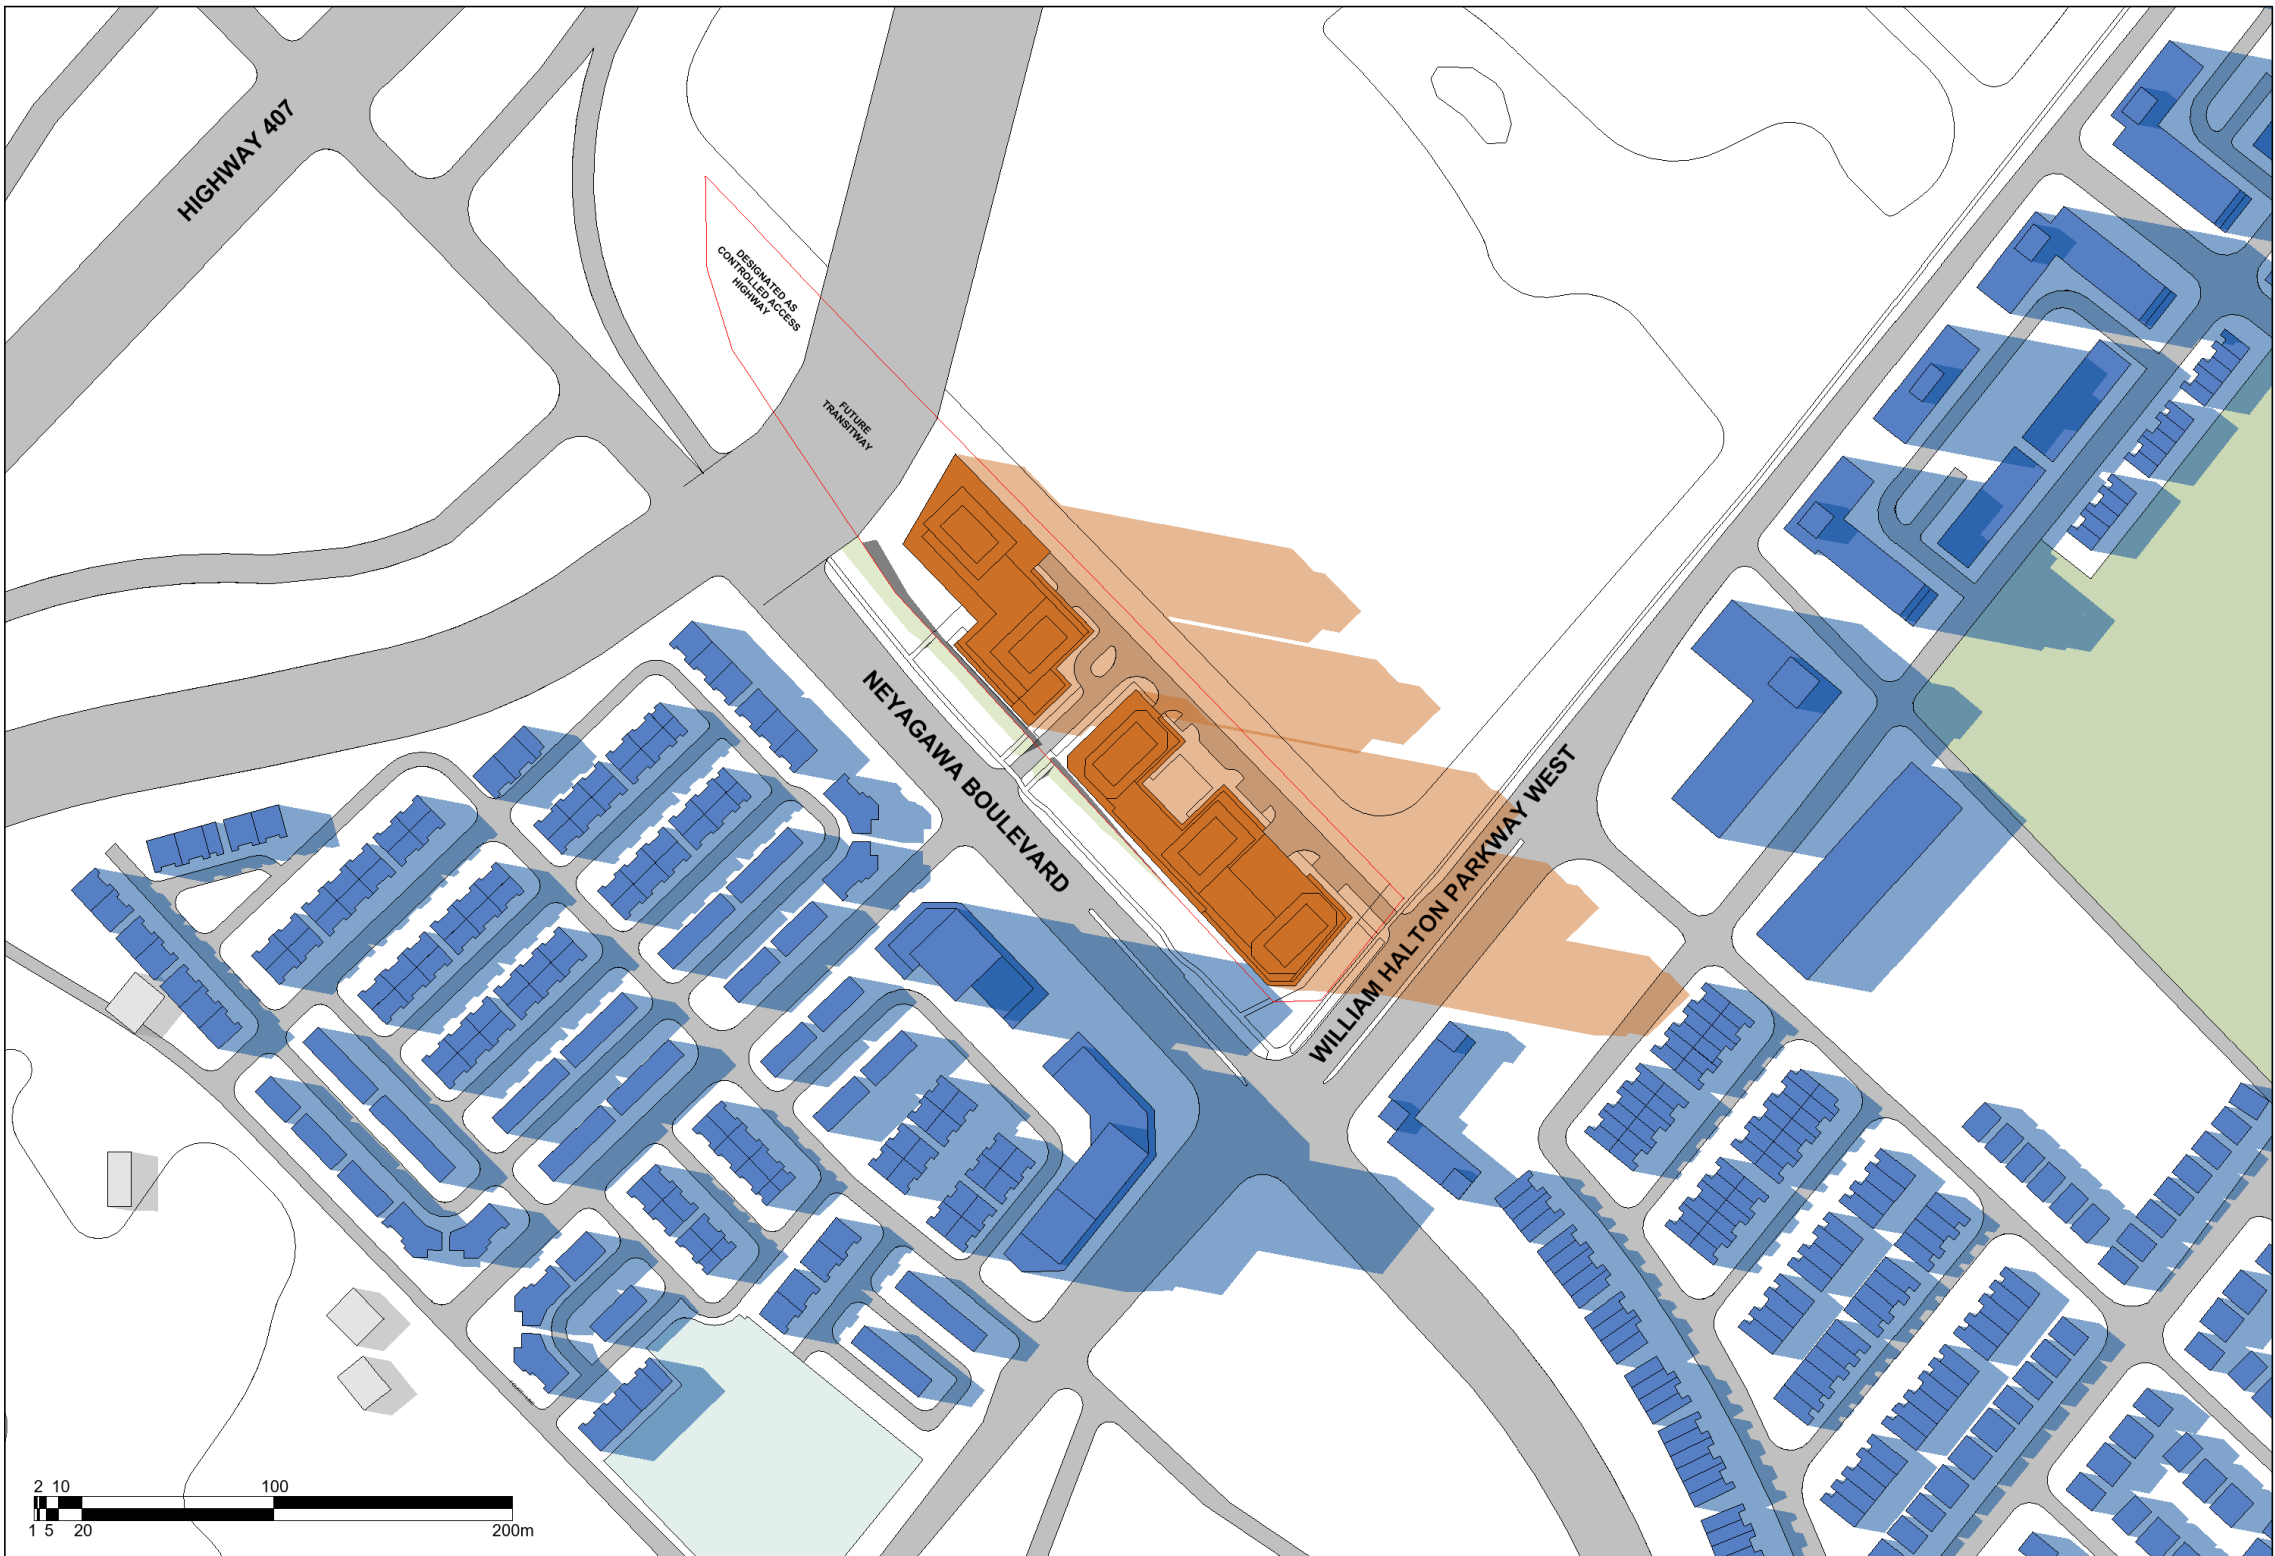 HIGHWAY 407
DESIGNATED AS
CONTROLLED ACCESS
HIGHWAY
FUTURE
TRANSITWAY
NEYAGAWA BOULEVARD
WILLIAM HALTON PARKWAY WEST
2 10 100
1 5 20 200m